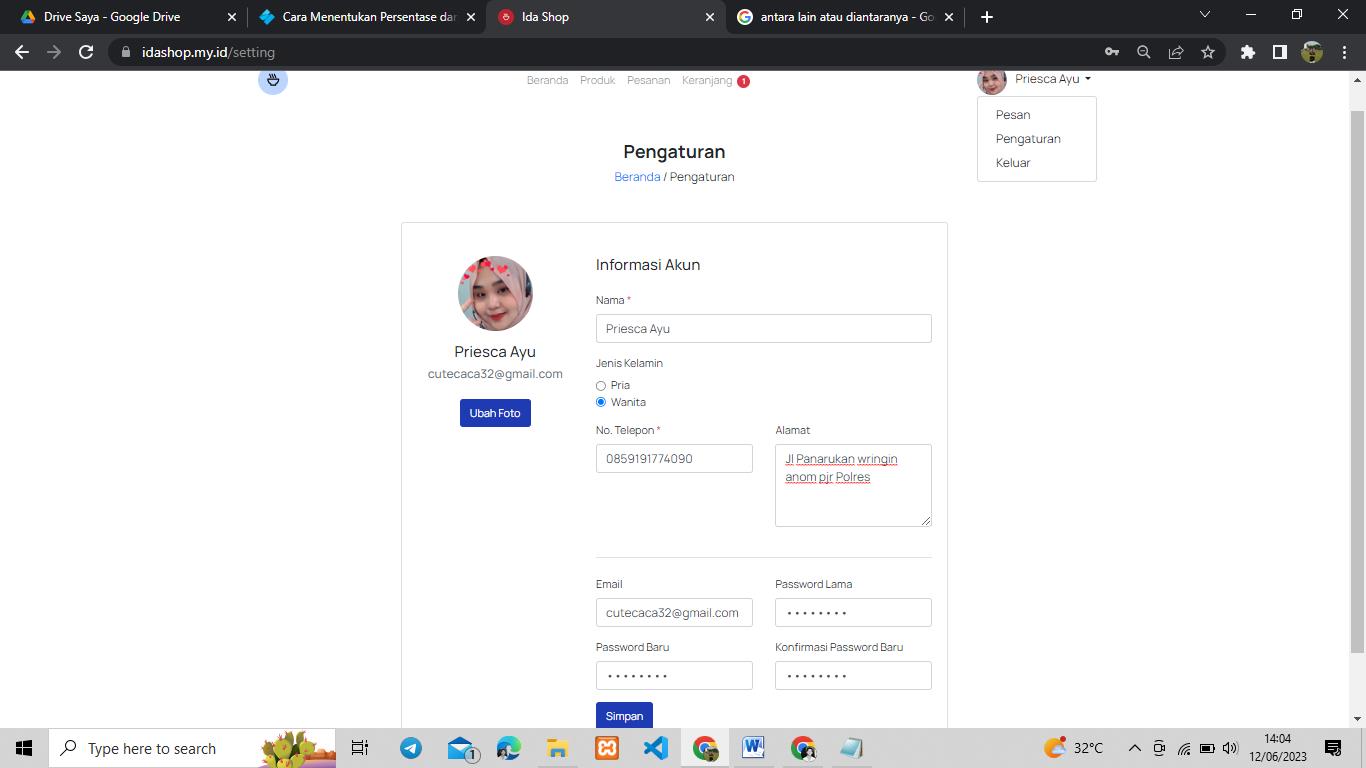 Drive Saya - Google Drive
Cara Menentukan Persentase dar
Ida Shop
antara lain atau diantaranya - Go
idashop.my.id/setting
Beranda Produk Pesanan Keranjang 1
Priesca Ayu
Pesan
Pengaturan
Keluar
Pengaturan
Beranda / Pengaturan
Priesca Ayu
cutecaca32@gmail.com
Ubah Foto
Informasi Akun
Nama *
Priesca Ayu
Jenis Kelamin
Pria
Wanita
No. Telepon *
0859191774090
Alamat
Jl Panarukan wringin
anom pjr Polres
Email
cutecaca32@gmail.com
Password Lama
••••••••
Password Baru
••••••••
Konfirmasi Password Baru
••••••••
Simpan
Type here to search
1
32°C
14:04
12/06/2023